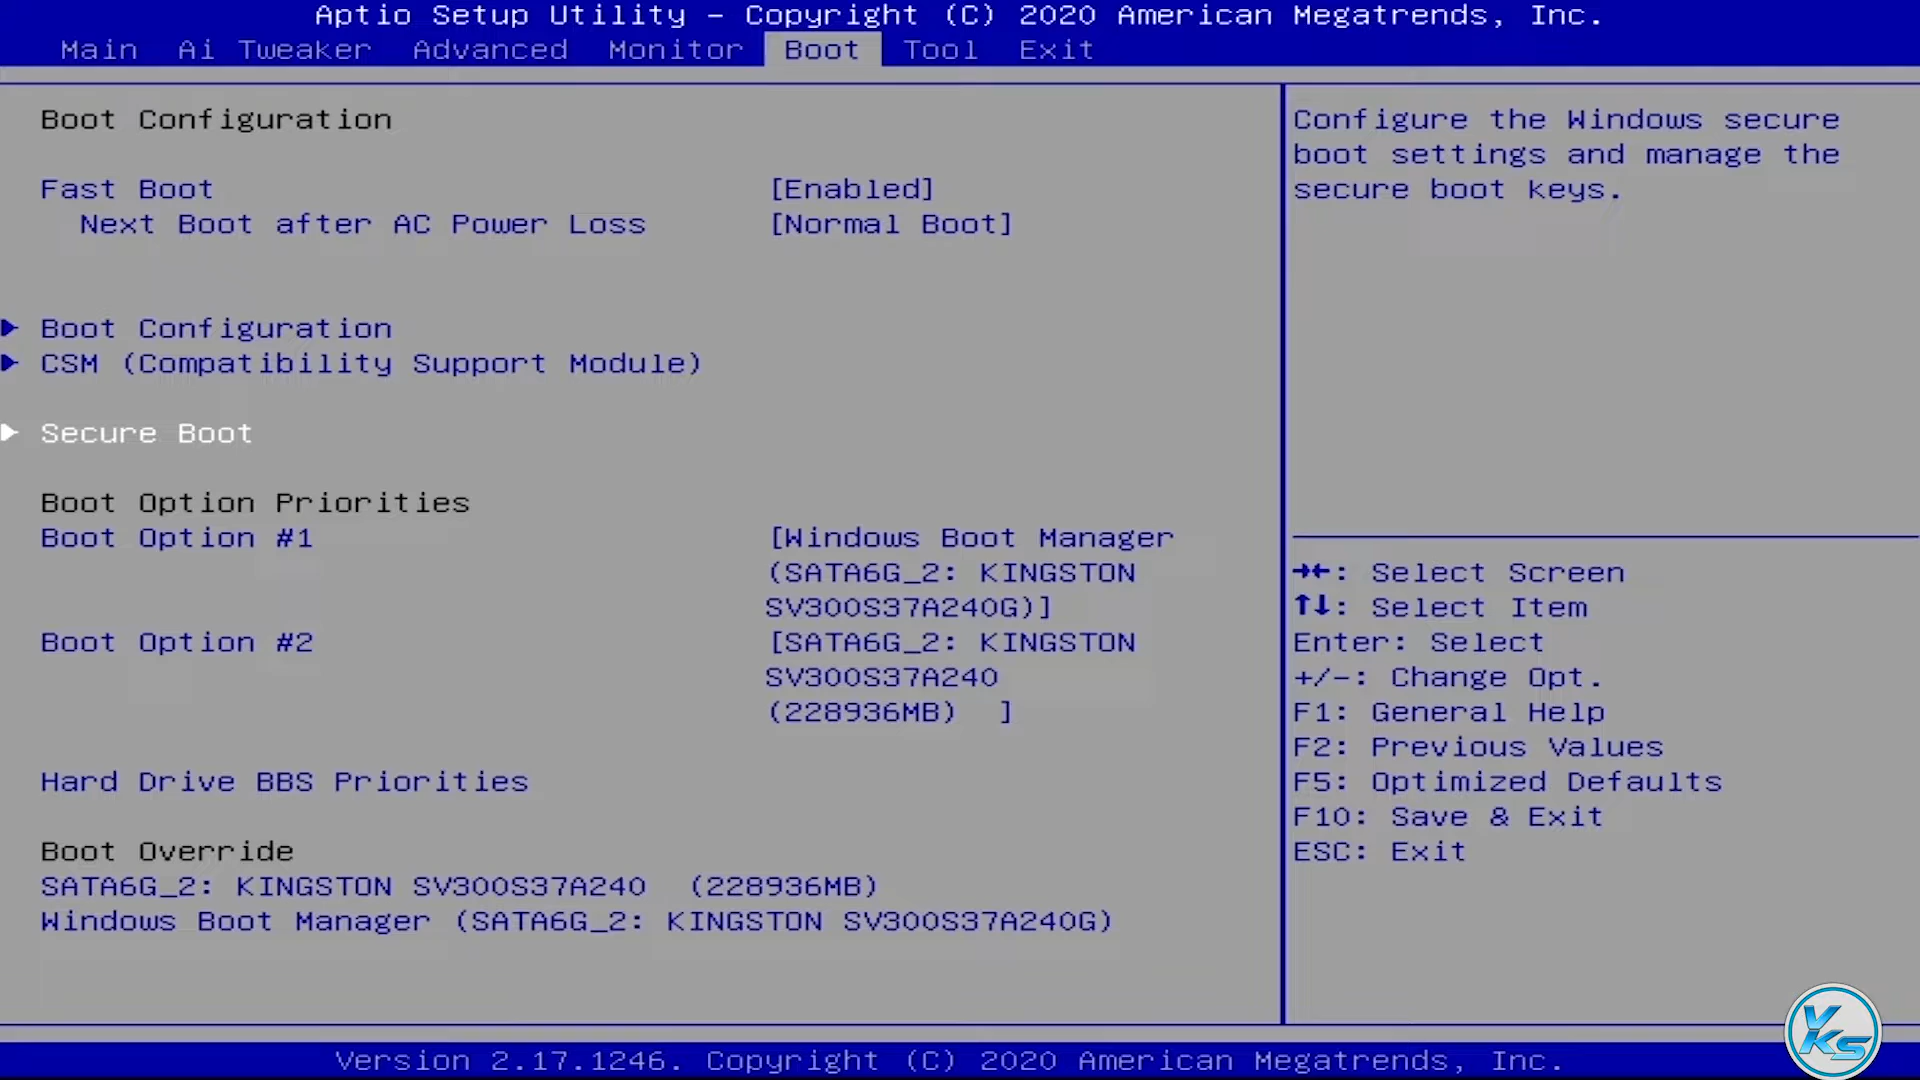 Aptio Setup Utility – Copyright (C) 2020 American Megatrends, Inc.
Main Ai Tweaker Advanced Monitor Boot Tool Exit
Boot Configuration
Fast Boot [Enabled]
Next Boot after AC Power Loss [Normal Boot]
Boot Configuration
CSM (Compatibility Support Module)
Secure Boot
Boot Option Priorities
Boot Option #1 [Windows Boot Manager
(SATA6G_2: KINGSTON
SV300S37A240G)]
Boot Option #2 [SATA6G_2: KINGSTON
SV300S37A240
(228936MB) ]
Hard Drive BBS Priorities
Boot Override
SATA6G_2: KINGSTON SV300S37A240 (228936MB)
Windows Boot Manager (SATA6G_2: KINGSTON SV300S37A240G)
Configure the Windows secure
boot settings and manage the
secure boot keys.
→←: Select Screen
↑↓: Select Item
Enter: Select
+/-: Change Opt.
F1: General Help
F2: Previous Values
F5: Optimized Defaults
F10: Save & Exit
ESC: Exit
Version 2.17.1246. Copyright (C) 2020 American Megatrends, Inc.
VKS